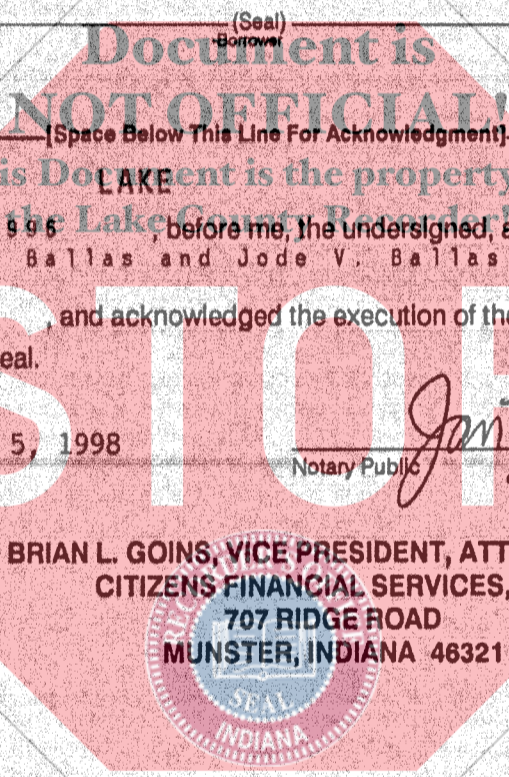 (Seal)
-Borrower
Document is
NOT OFFICIAL!
[Space Below This Line For Acknowledgment]
is Document is the property
LAKE
the Lake County Recorder!
996 , before me, the undersigned, a
Ballas and Jode V. Ballas
STOP
, and acknowledged the execution of the
eal.
5, 1998
Notary Public
BRIAN L. GOINS, VICE PRESIDENT, ATT
CITIZENS FINANCIAL SERVICES,
707 RIDGE ROAD
MUNSTER, INDIANA 46321
RECORDER'S OFFICE
SEAL
INDIANA